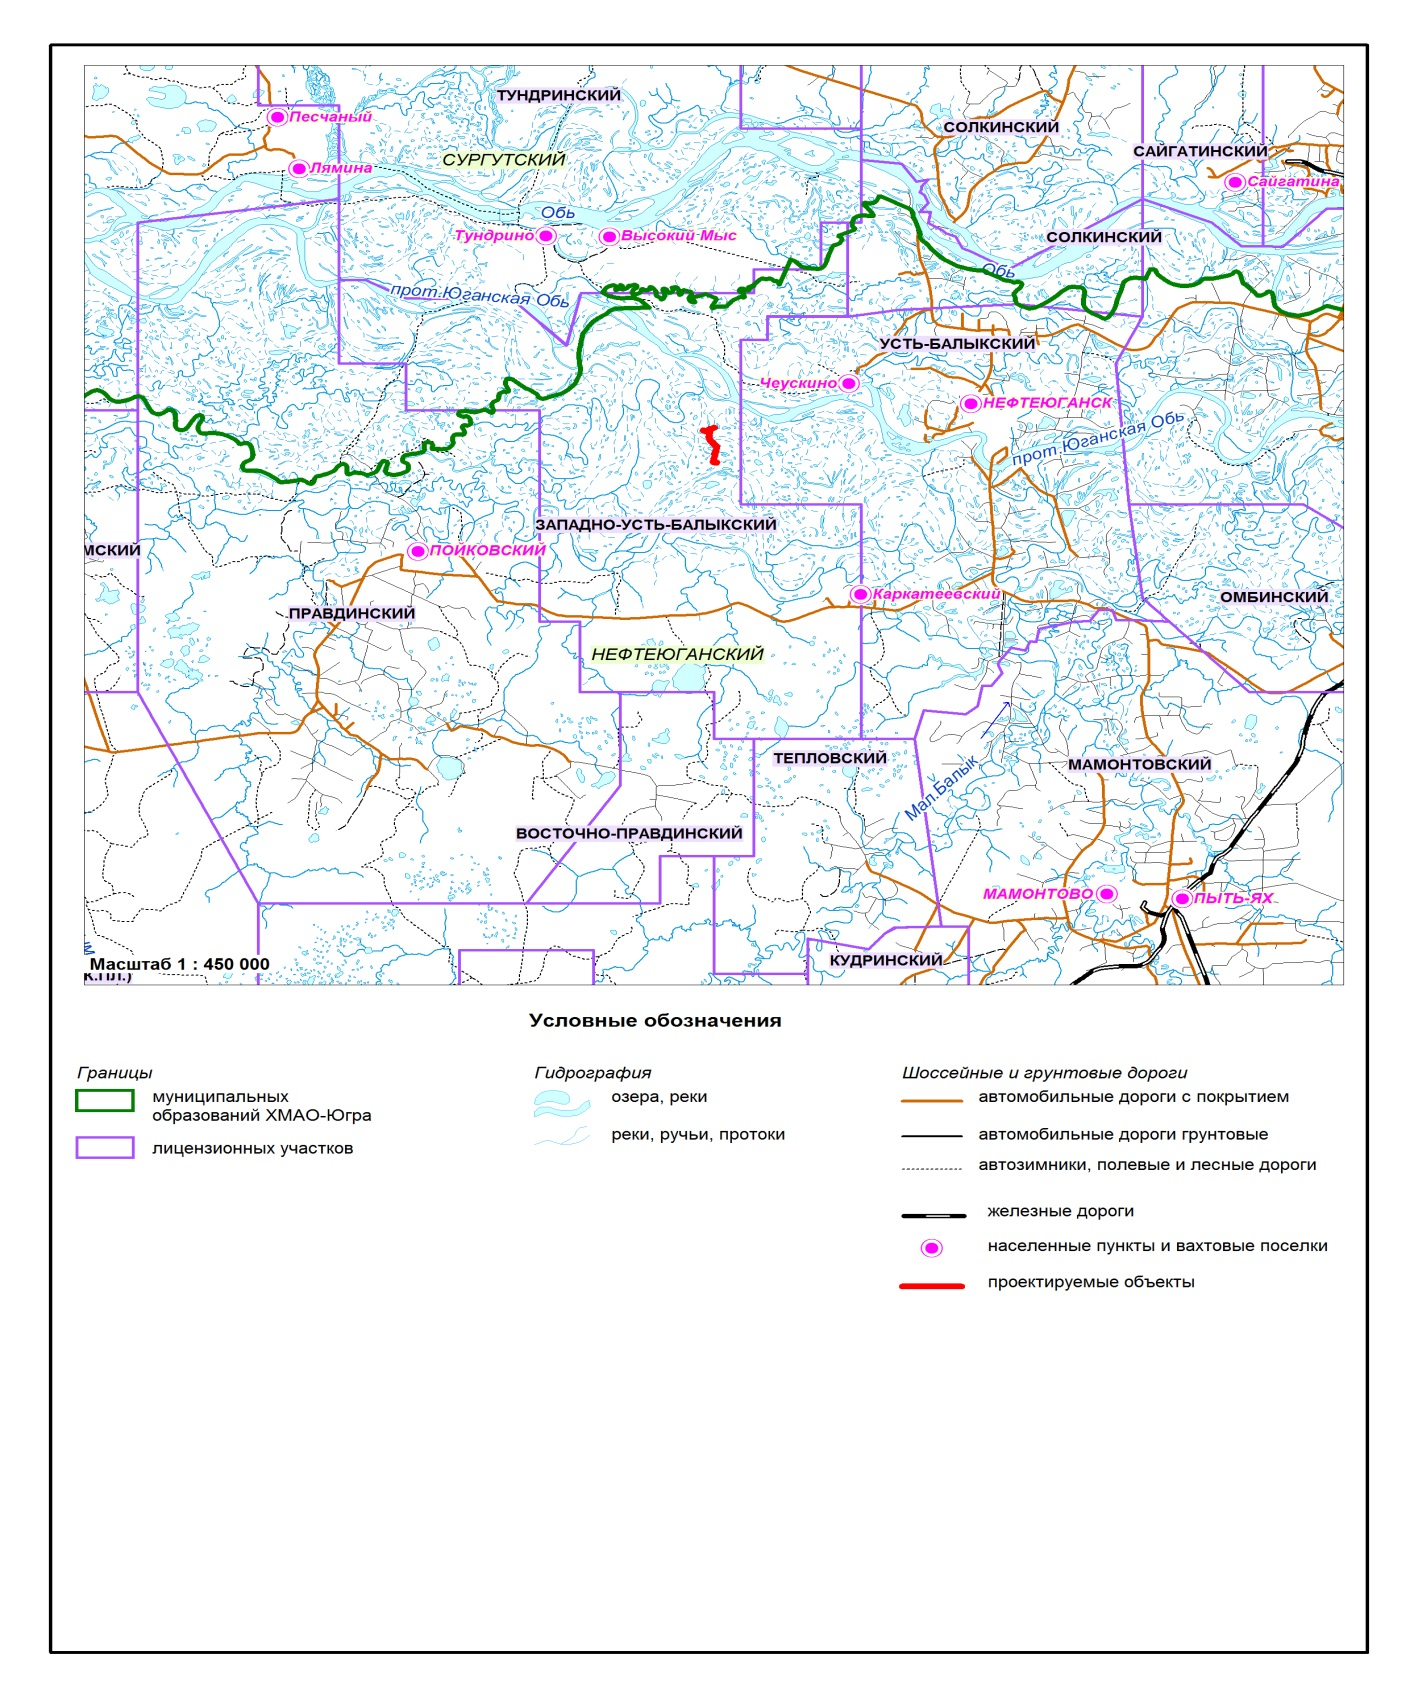 ТУНДРИНСКИЙ
Песчаный
СОЛКИНСКИЙ
САЙГАТИНСКИЙ
СУРГУТСКИЙ
Лямина
Сайгатина
Обь
Тундрино
Высокий Мыс
СОЛКИНСКИЙ
Обь
прот.Юганская Обь
УСТЬ-БАЛЫКСКИЙ
Чеускино
НЕФТЕЮГАНСК
прот.Юганская Обь
ЗАПАДНО-УСТЬ-БАЛЫКСКИЙ
МСКИЙ
ПОЙКОВСКИЙ
Каркатеевский
ОМБИНСКИЙ
ПРАВДИНСКИЙ
НЕФТЕЮГАНСКИЙ
ТЕПЛОВСКИЙ
МАМОНТОВСКИЙ
Мал.Балык
ВОСТОЧНО-ПРАВДИНСКИЙ
МАМОНТОВО
ПЫТЬ-ЯХ
КУДРИНСКИЙ
Масштаб 1 : 450 000
к.пл.)
Условные обозначения
Границы
муниципальных
образований ХМАО-Югра
лицензионных участков
Гидрография
озера, реки
реки, ручьи, протоки
Шоссейные и грунтовые дороги
автомобильные дороги с покрытием
автомобильные дороги грунтовые
автозимники, полевые и лесные дороги
железные дороги
населенные пункты и вахтовые поселки
проектируемые объекты